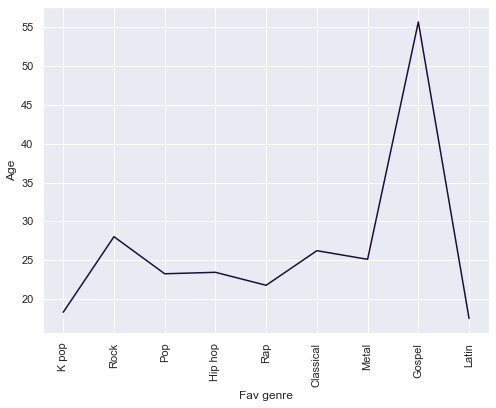 55
50
45
40
35
30
25
20
Age
K pop
Rock
Pop
Hip hop
Rap
Classical
Metal
Gospel
Latin
Fav genre